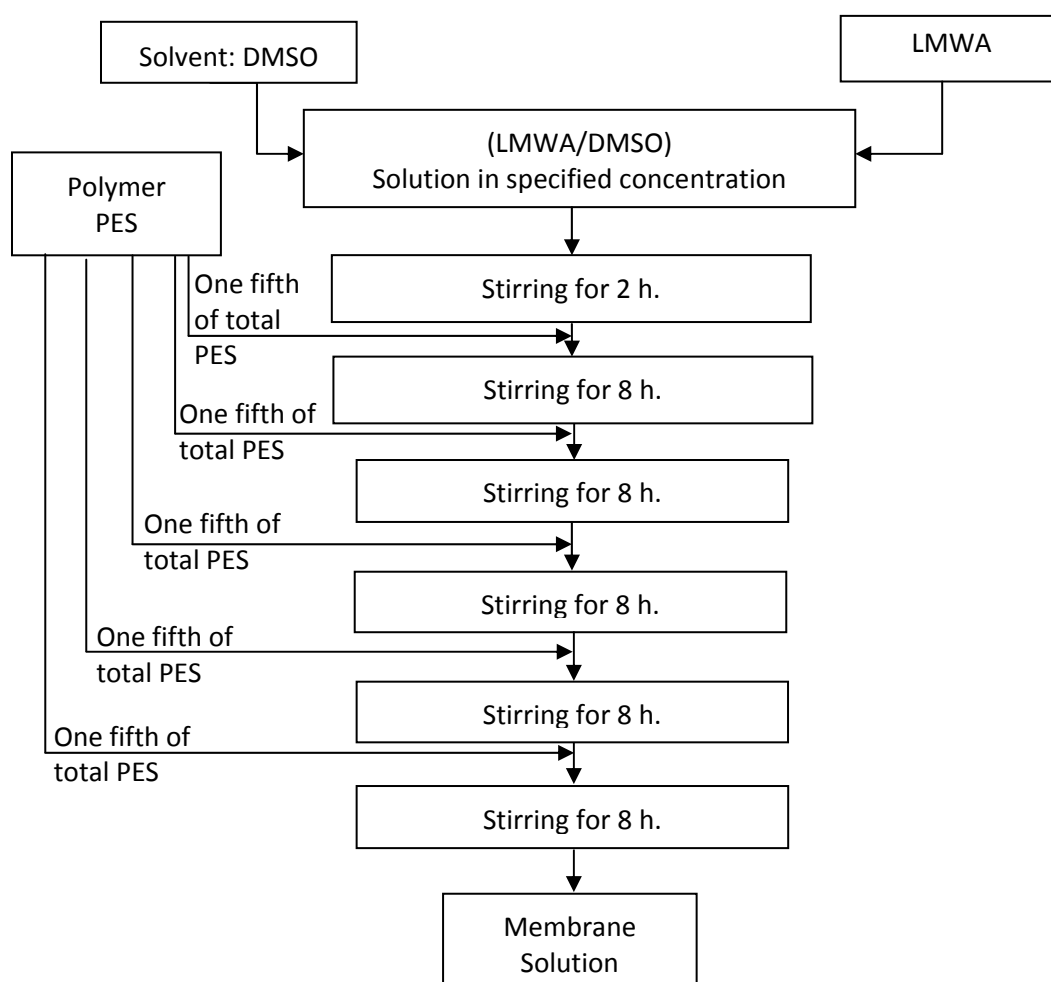 Solvent: DMSO
LMWA
(LMWA/DMSO)
Solution in specified concentration
Polymer
PES
Stirring for 2 h.
One fifth
of total
PES
Stirring for 8 h.
One fifth of
total PES
Stirring for 8 h.
One fifth of
total PES
Stirring for 8 h.
One fifth of
total PES
Stirring for 8 h.
One fifth of
total PES
Stirring for 8 h.
Membrane
Solution